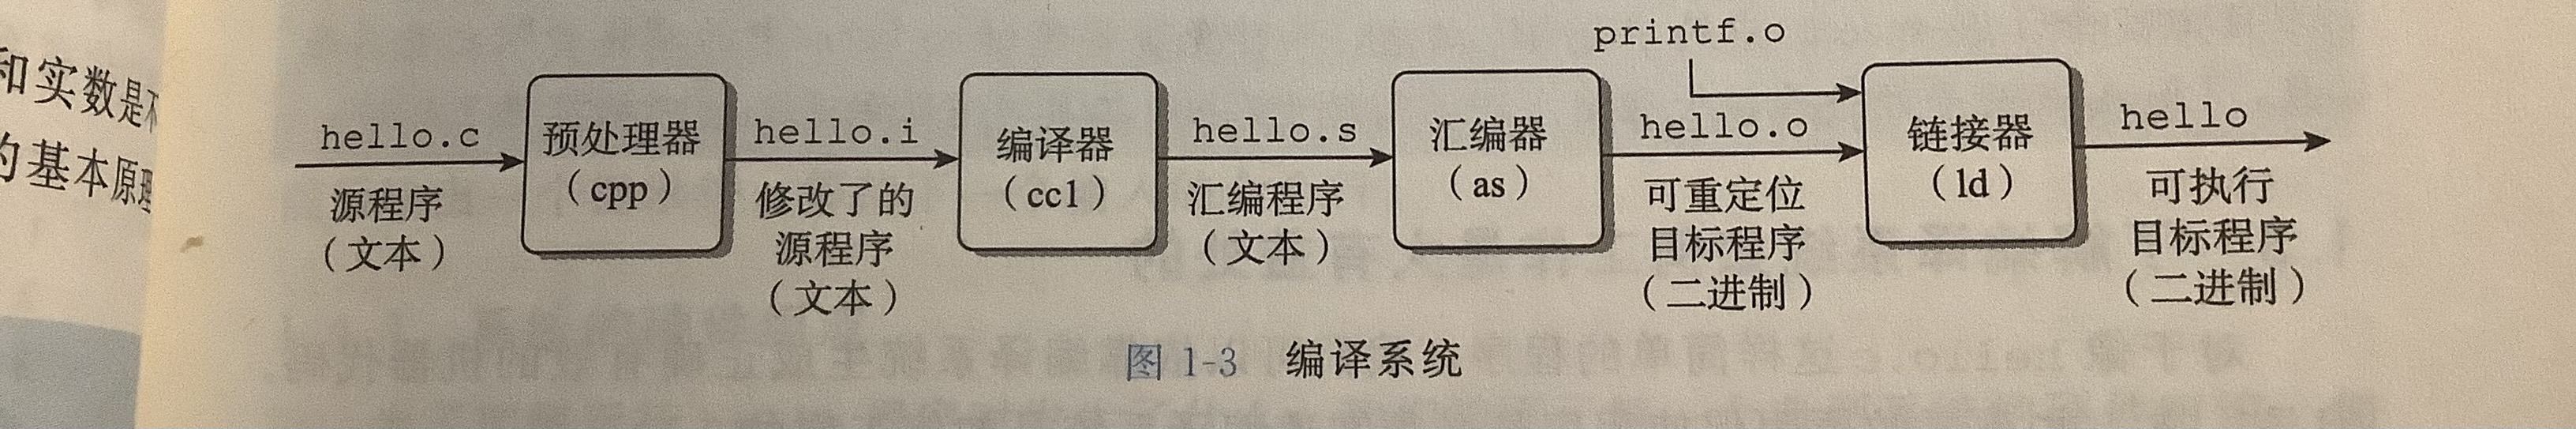 和实数是不
的基本原理
printf.o
hello.c
预处理器
（cpp）
hello.i
编译器
（cc1）
hello.s
汇编器
（as）
hello.o
链接器
（ld）
hello
源程序
（文本）
修改了的
源程序
（文本）
汇编程序
（文本）
可重定位
目标程序
（二进制）
可执行
目标程序
（二进制）
图 1-3 编译系统